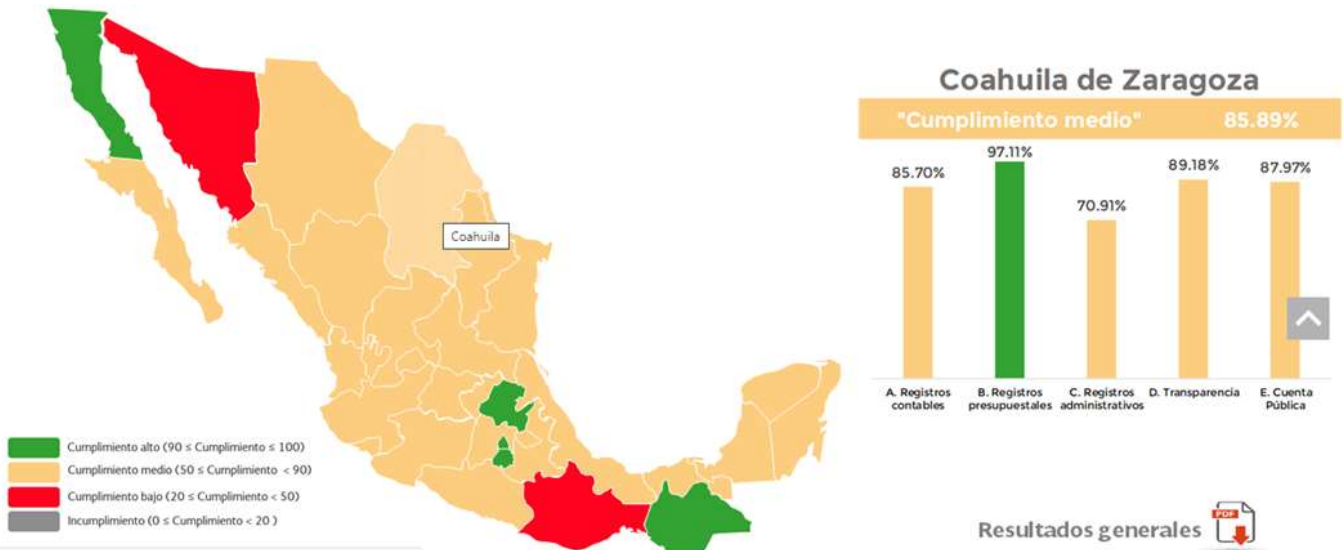 Coahuila
Cumplimiento alto (90 ≤ Cumplimiento ≤ 100)
Cumplimiento medio (50 ≤ Cumplimiento < 90)
Cumplimiento bajo (20 ≤ Cumplimiento < 50)
Incumplimiento (0 ≤ Cumplimiento < 20 )
Coahuila de Zaragoza
"Cumplimiento medio" 85.89%
85.70%
97.11%
70.91%
89.18%
87.97%
A. Registros
contables
B. Registros
presupuestales
C. Registros
administrativos
D. Transparencia
E. Cuenta
Pública
Resultados generales
PDF